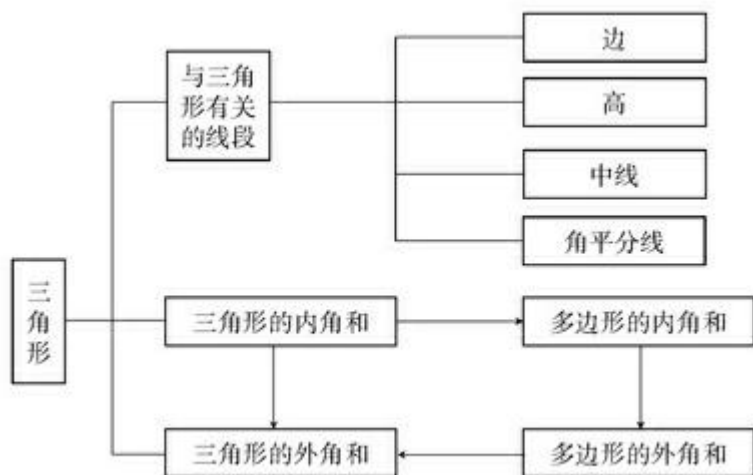 边
与三角
形有关
的线段
高
中线
角平分线
三
角
形
三角形的内角和
多边形的内角和
三角形的外角和
多边形的外角和